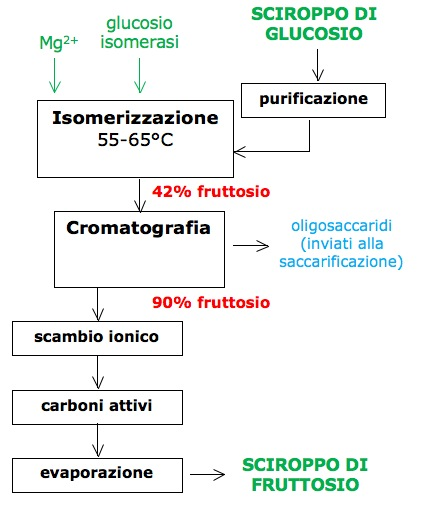 SCIROPPO DI
GLUCOSIO
glucosio
isomerasi
Mg²⁺
purificazione
Isomerizzazione
55-65°C
42% fruttosio
Cromatografia
oligosaccaridi
(inviati alla
saccarificazione)
90% fruttosio
scambio ionico
carboni attivi
evaporazione
SCIROPPO DI
FRUTTOSIO